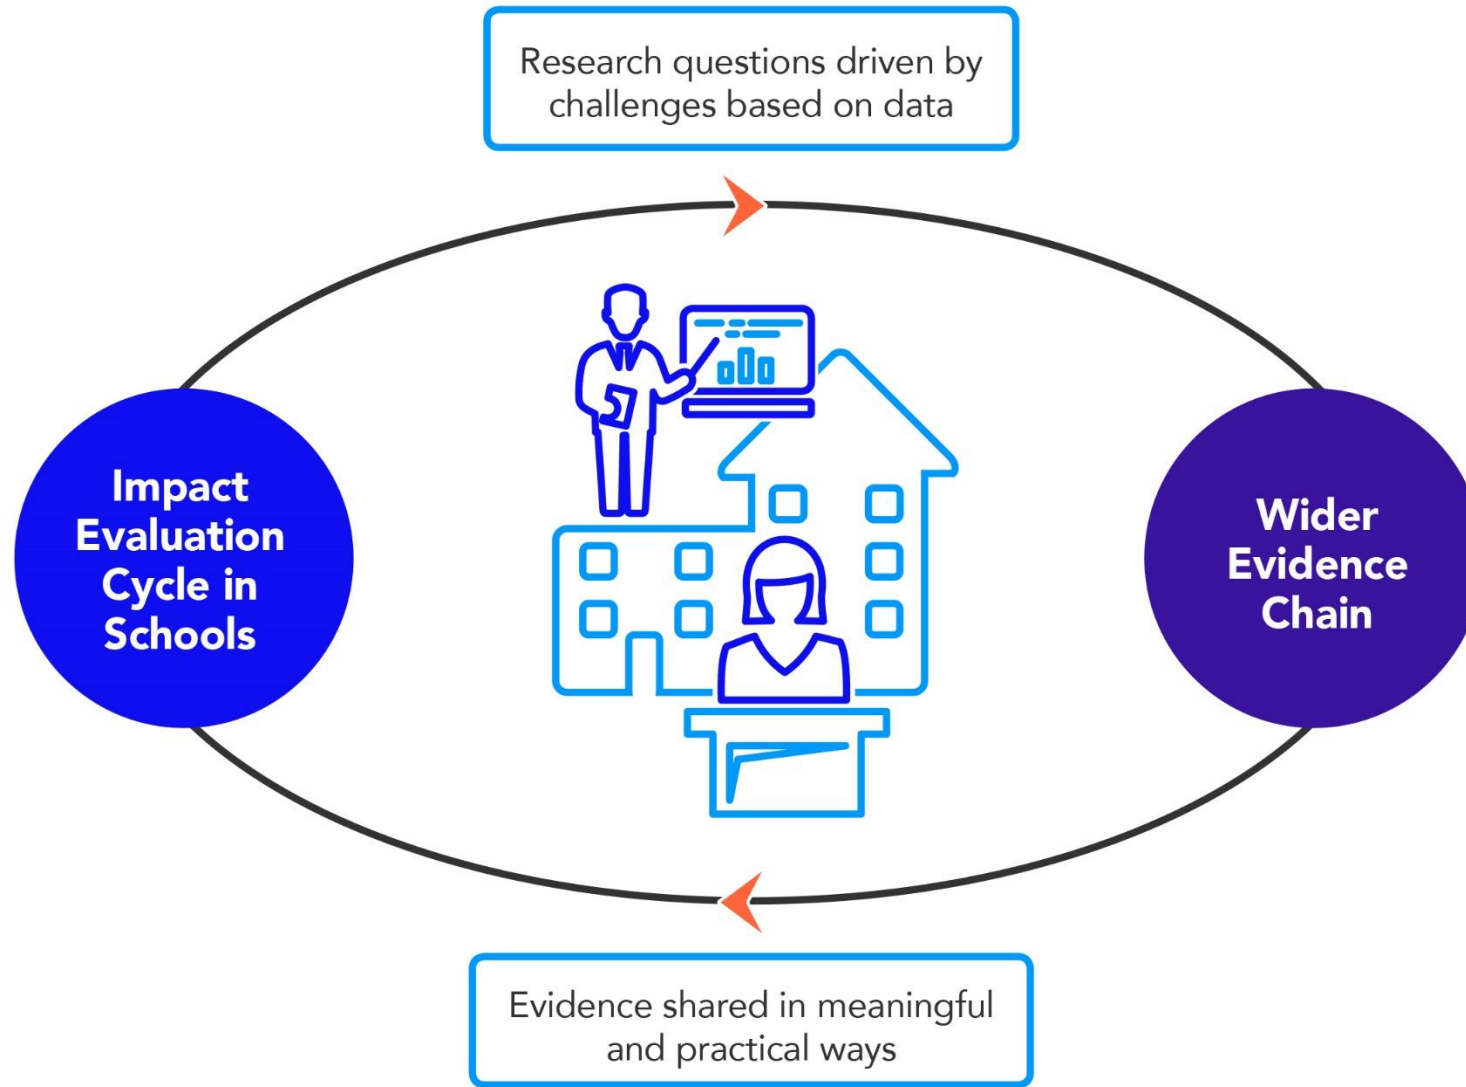 Research questions driven by
challenges based on data
Impact
Evaluation
Cycle in
Schools
Wider
Evidence
Chain
Evidence shared in meaningful
and practical ways